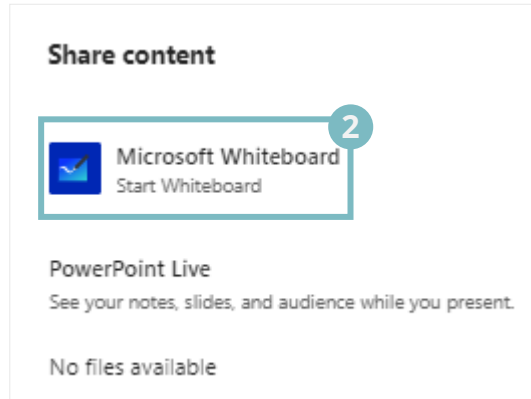 Share content
2
Microsoft Whiteboard
Start Whiteboard
PowerPoint Live
See your notes, slides, and audience while you present.
No files available